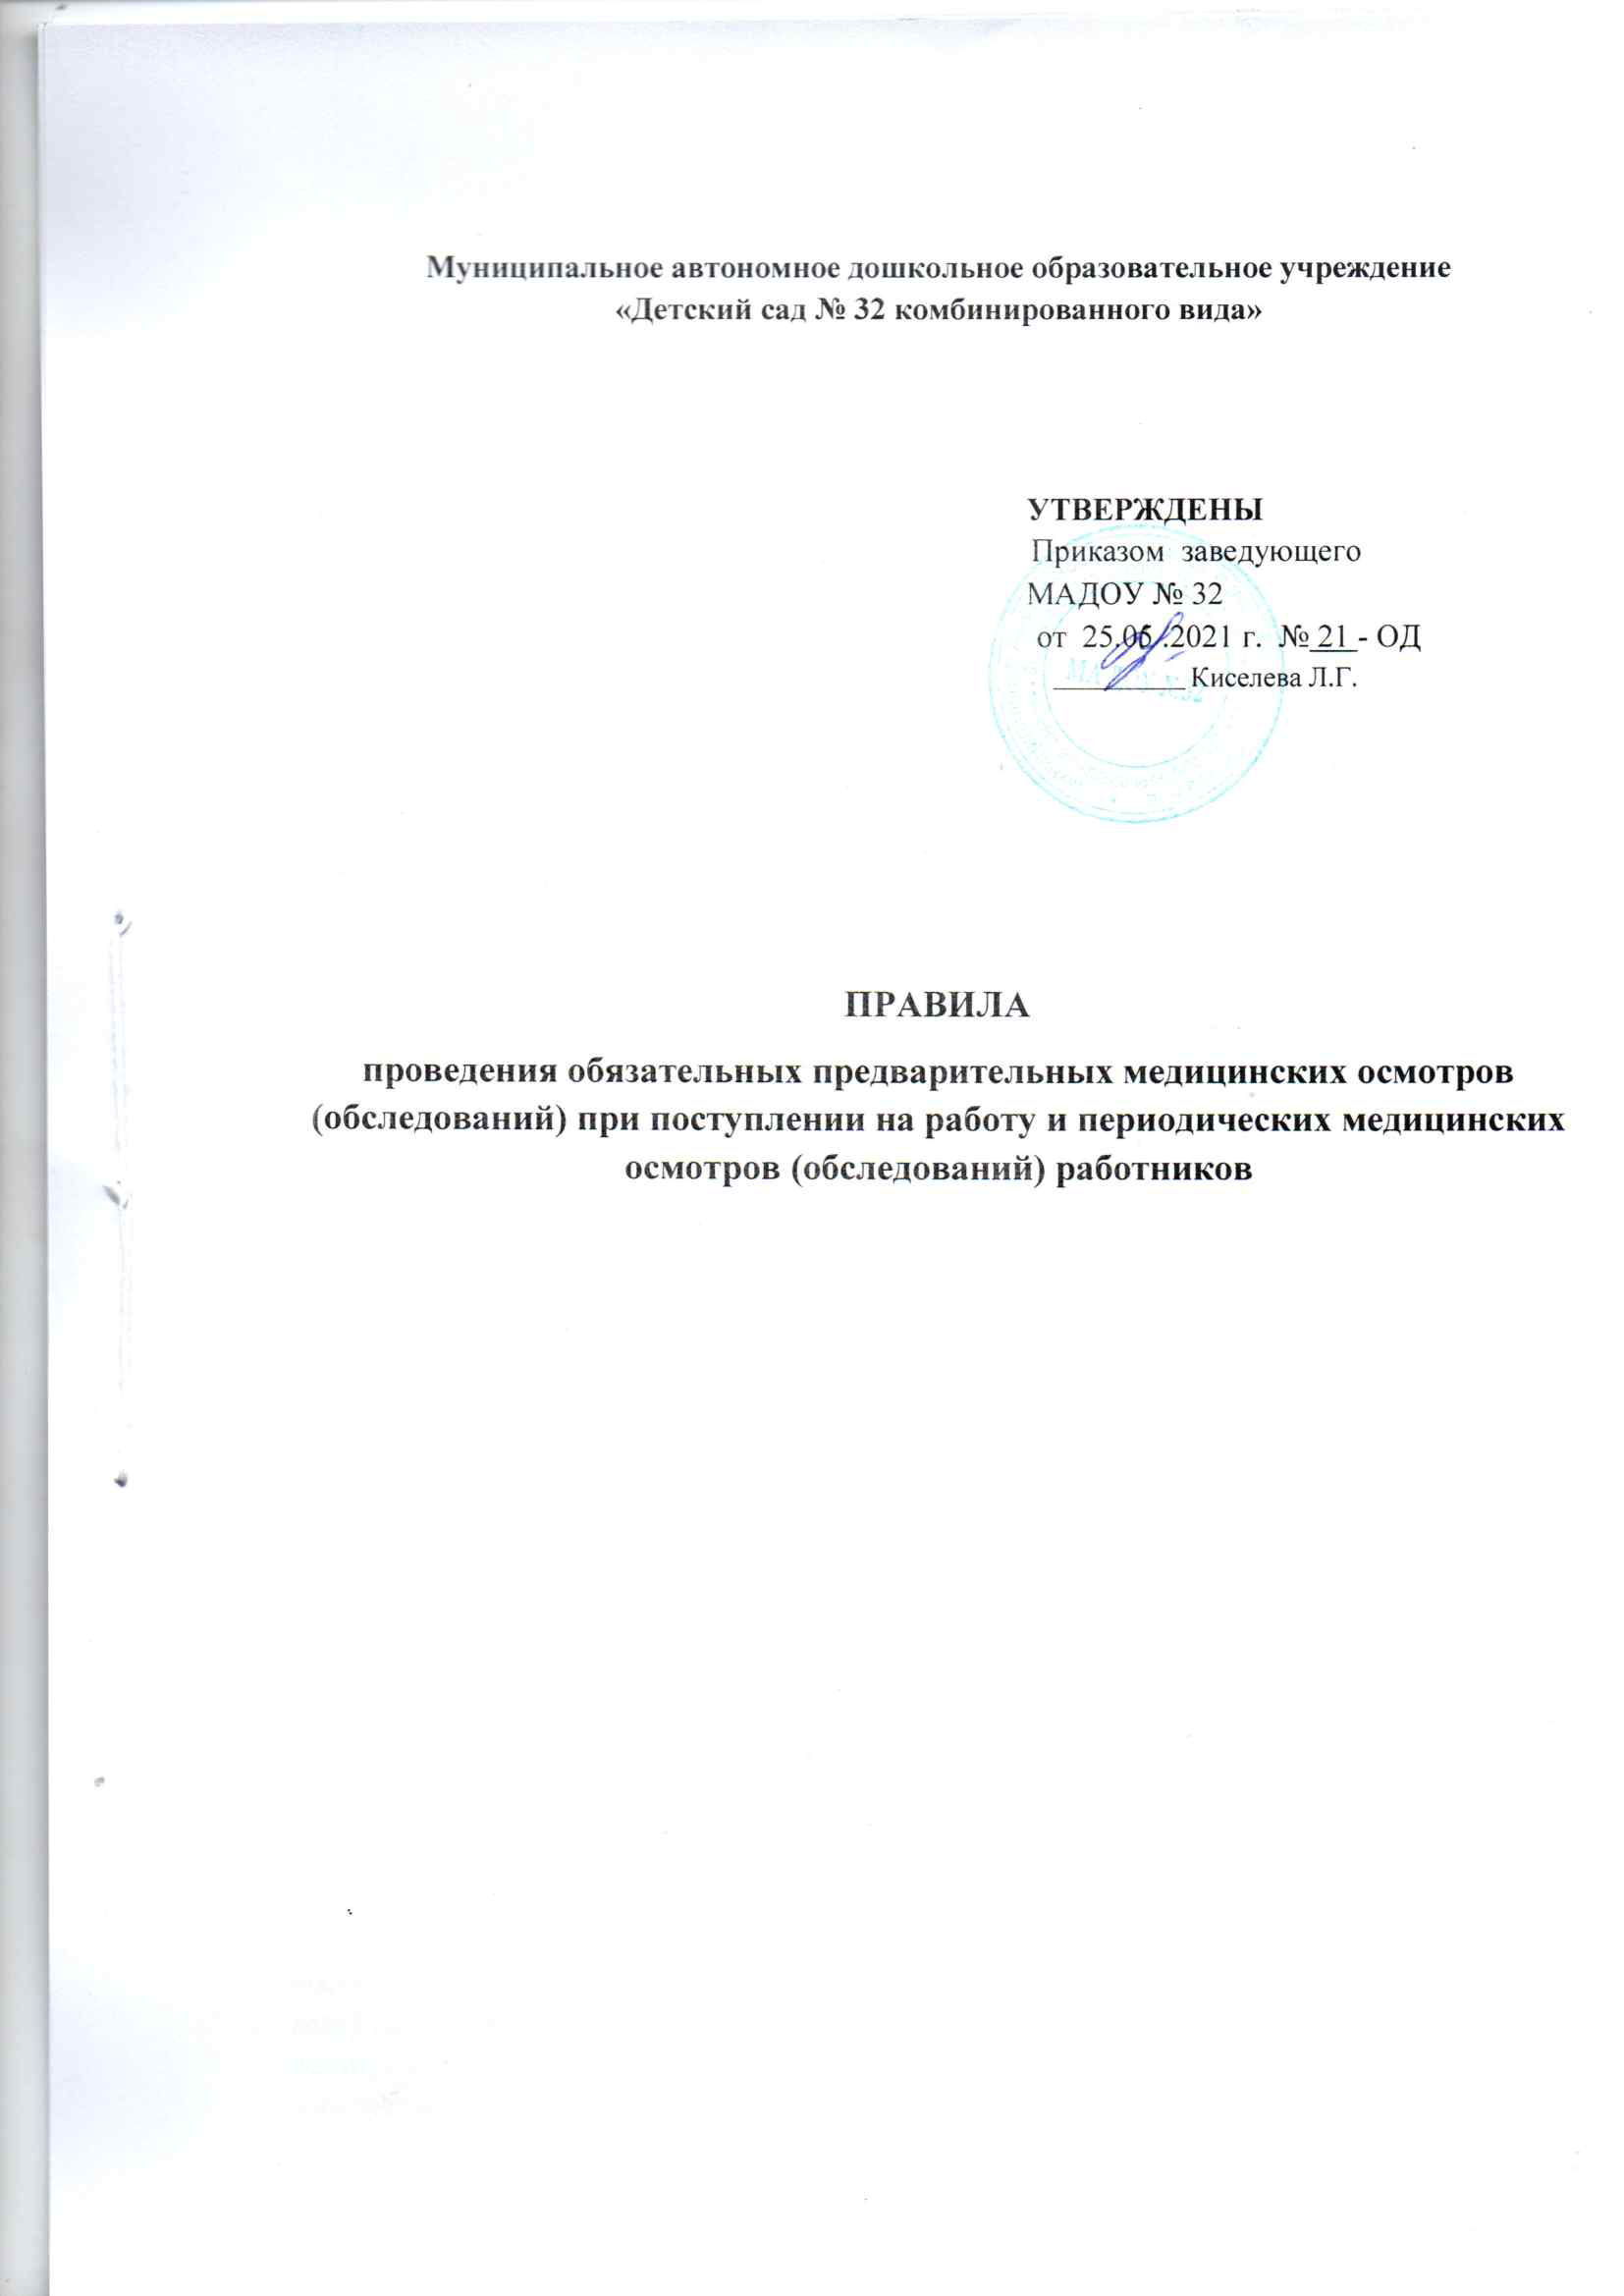 Муниципальное автономное дошкольное образовательное учреждение
«Детский сад № 32 комбинированного вида»
УТВЕРЖДЕНЫ
Приказом заведующего
МАДОУ № 32
от 25.05.2021 г. № 21 - ОД
__________ Киселева Л.Г.
ПРАВИЛА
проведения обязательных предварительных медицинских осмотров
(обследований) при поступлении на работу и периодических медицинских
осмотров (обследований) работников